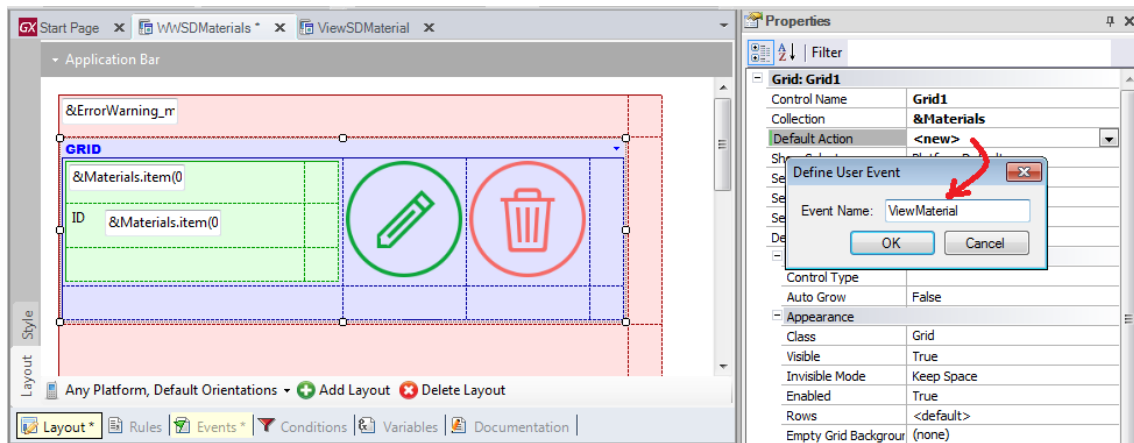 GX Start Page
WWSDMaterials *
ViewSDMaterial
Application Bar
&ErrorWarning_m
GRID
&Materials.item(0
ID
&Materials.item(0
Style
Layout
Any Platform, Default Orientations
Add Layout
Delete Layout
Layout *
Rules
Events *
Conditions
Variables
Documentation
Properties
Filter
Grid: Grid1
Control Name Grid1
Collection &Materials
Default Action <new>
Define User Event
Event Name: ViewMaterial
OK Cancel
Control Type
Auto Grow False
Appearance
Class Grid
Visible True
Invisible Mode Keep Space
Enabled True
Rows <default>
Empty Grid Backgrour (none)